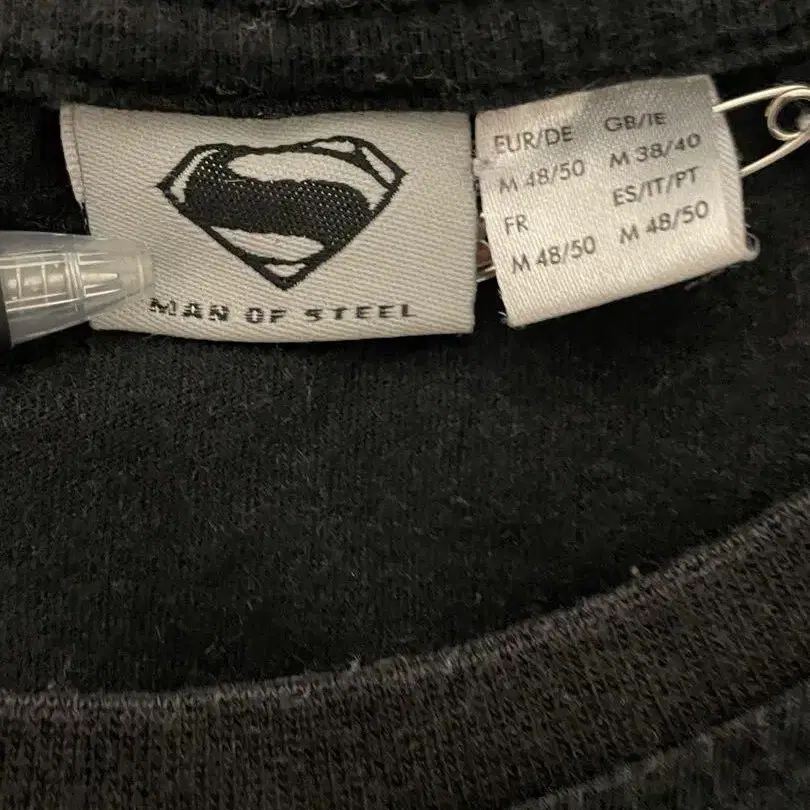 MAN OF STEEL
EUR/DE GB/IE
M 48/50 M 38/40
FR ES/IT/PT
M 48/50 M 48/50